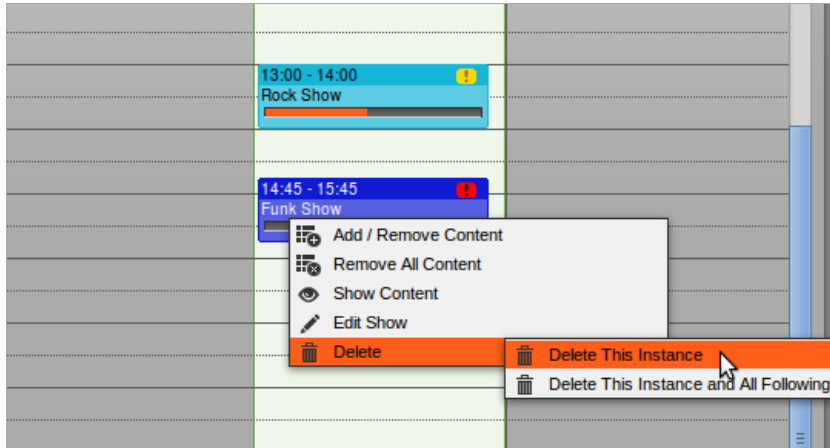 13:00 - 14:00 !
Rock Show
14:45 - 15:45 !
Funk Show
Add / Remove Content
Remove All Content
Show Content
Edit Show
Delete
Delete This Instance
Delete This Instance and All Following